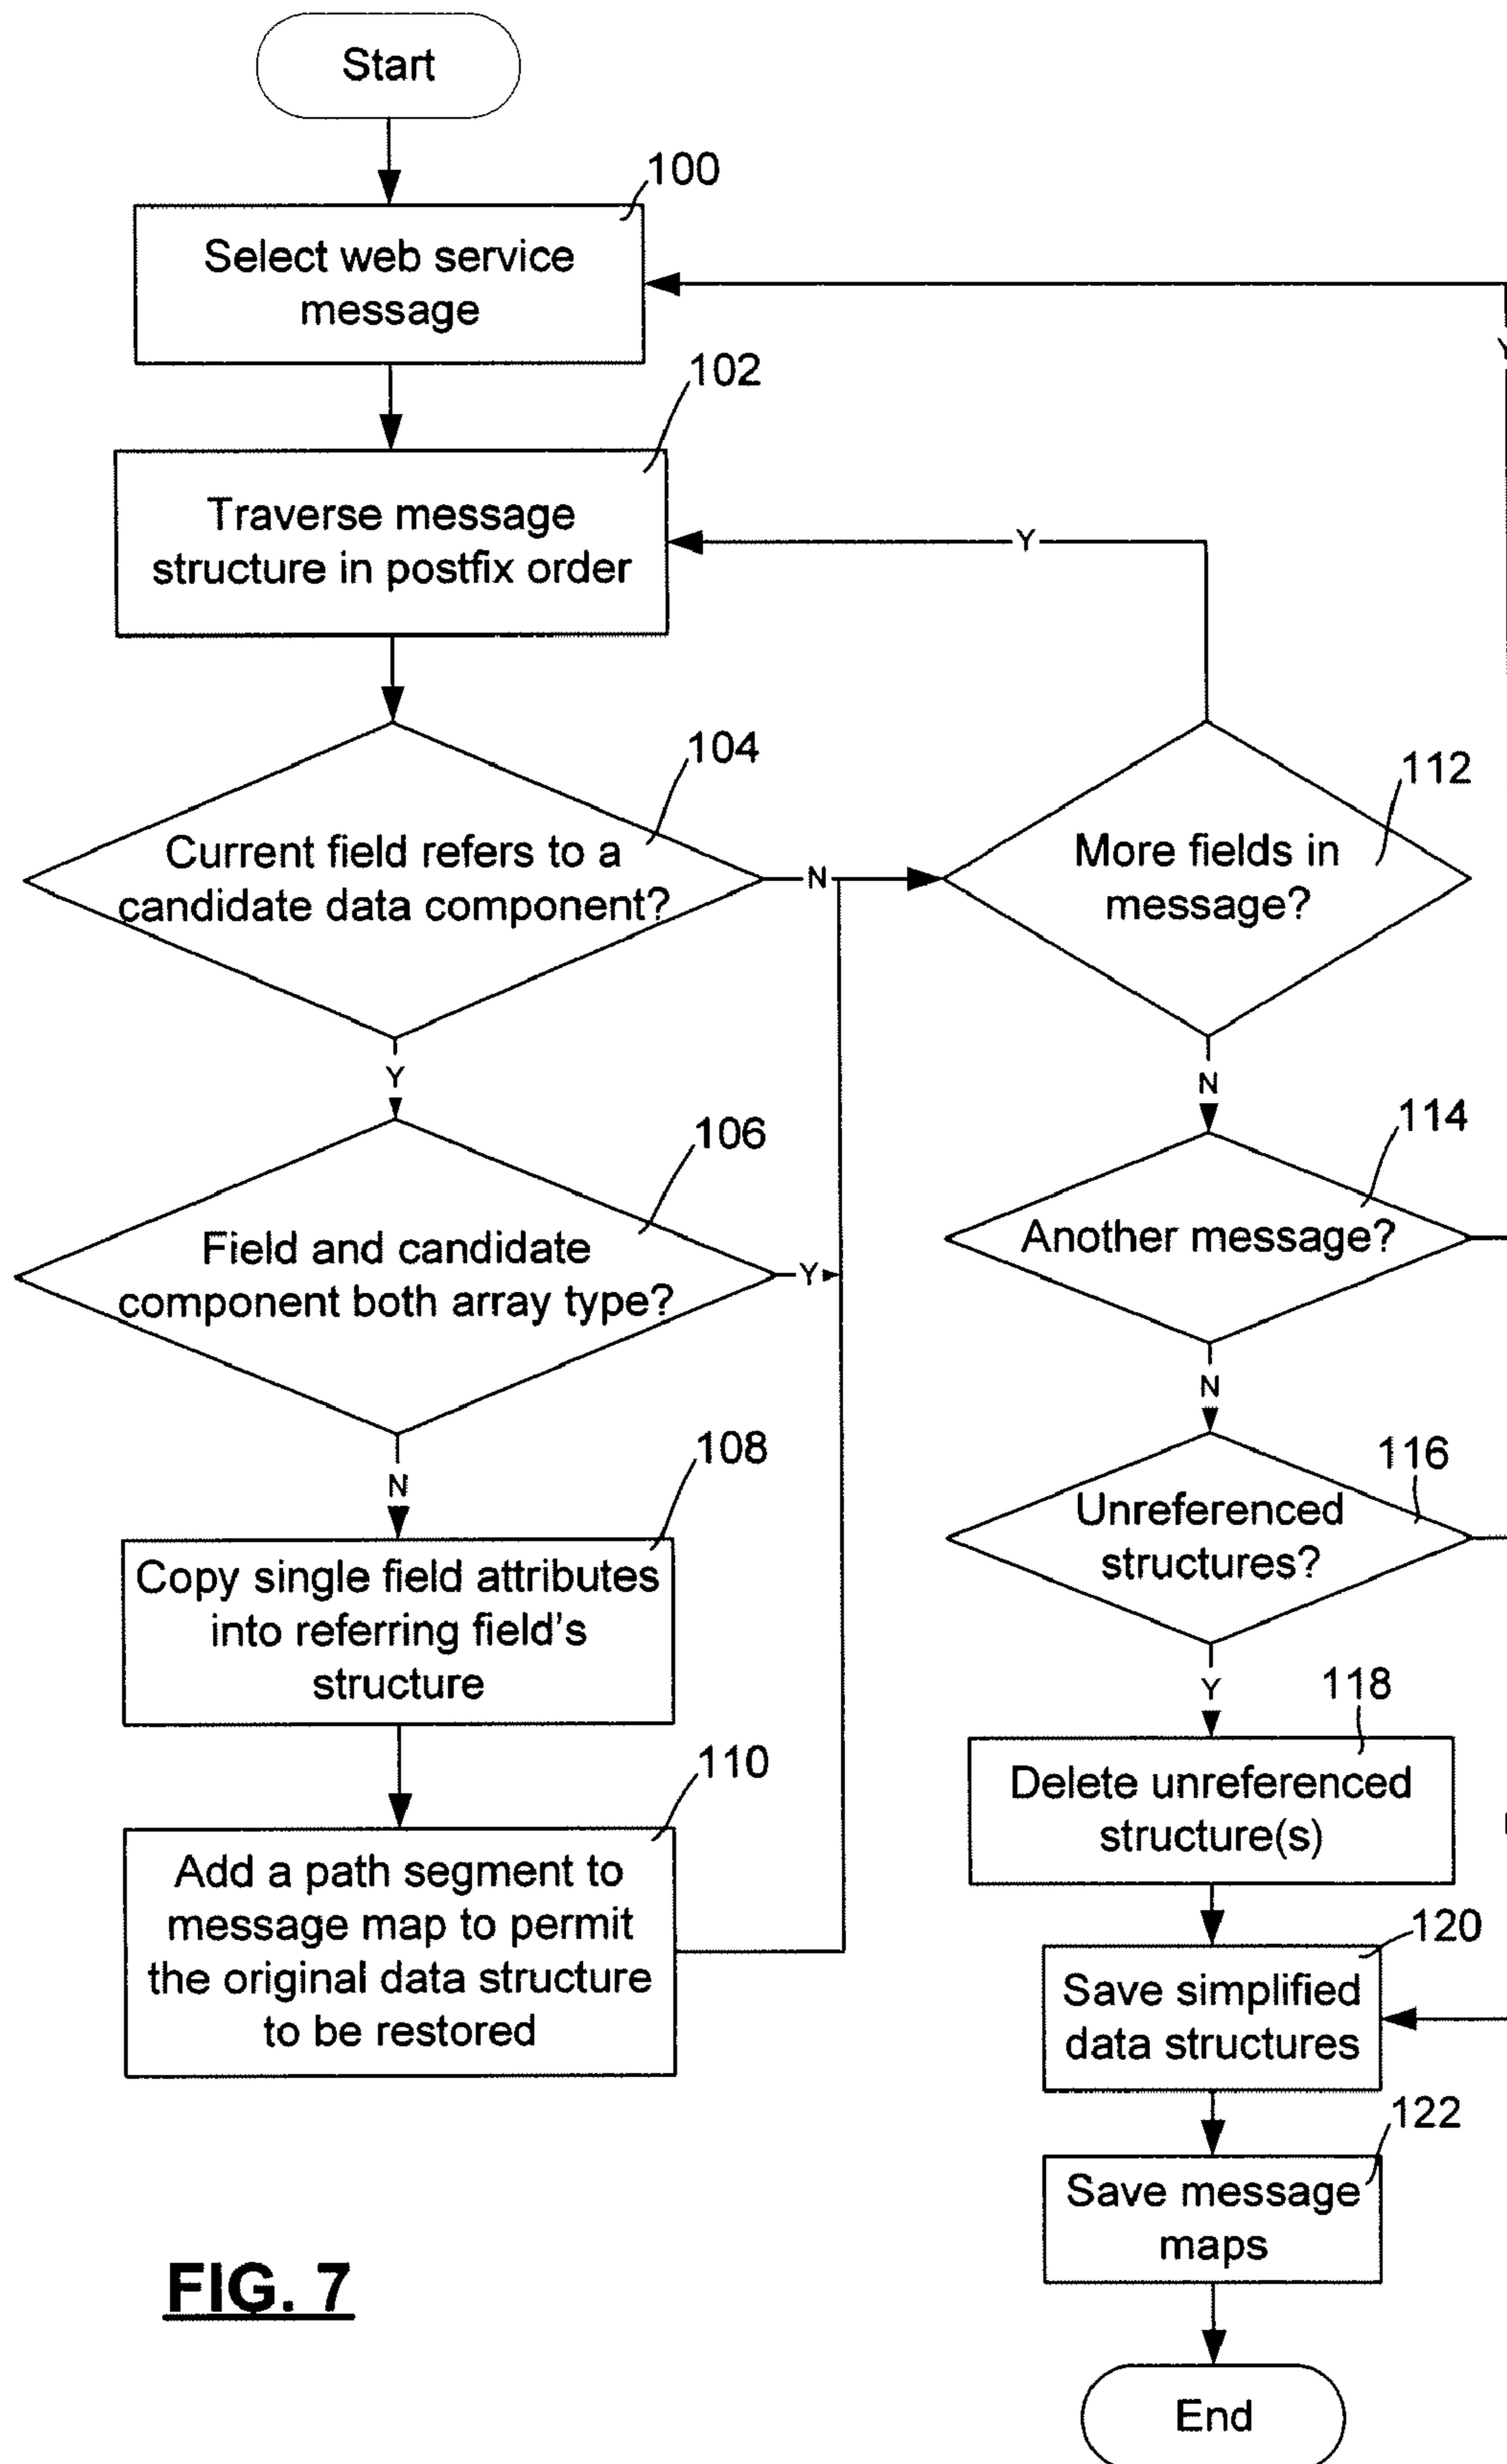 Start
100
Select web service
message
102
Traverse message
structure in postfix order
Y
Y
104
Current field refers to a
candidate data component?
N
112
More fields in
message?
Y
N
106
Field and candidate
component both array type?
Y
114
Another message?
N
N
108
Copy single field attributes
into referring field's
structure
116
Unreferenced
structures?
Y
110
Add a path segment to
message map to permit
the original data structure
to be restored
118
Delete unreferenced
structure(s)
120
Save simplified
data structures
122
Save message
maps
End
FIG. 7